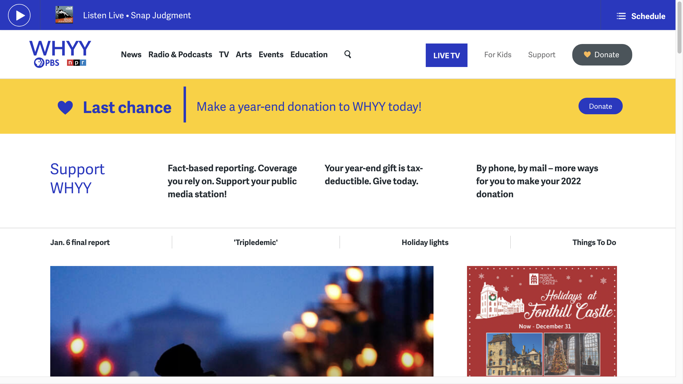 Listen Live • Snap Judgment
Schedule
WHYY
PBS
npr
News
Radio & Podcasts
TV
Arts
Events
Education
LIVE TV
For Kids
Support
Donate
Last chance
Make a year-end donation to WHYY today!
Donate
Support
WHYY
Fact-based reporting. Coverage
you rely on. Support your public
media station!
Your year-end gift is tax-
deductible. Give today.
By phone, by mail – more ways
for you to make your 2022
donation
Jan. 6 final report
'Tripledemic'
Holiday lights
Things To Do
Holidays at
Fonthill Castle
Now - December 31